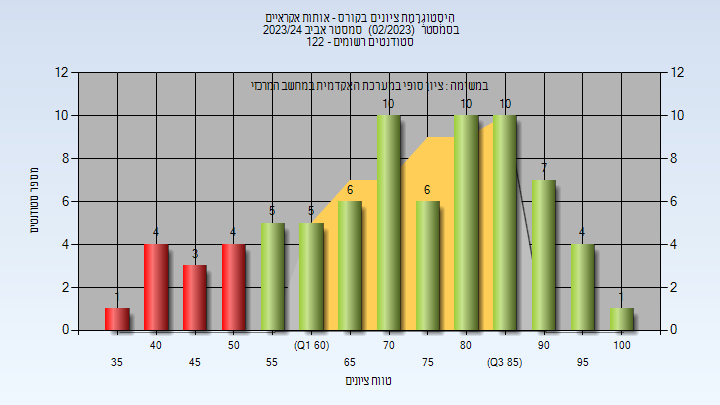 היסטוגרמת ציונים בקורס - אותות אקראיים
בסמסטר (02/2023) סמסטר אביב 2023/24
סטודנטים רשומים - 122
במשימה : ציון סופי במערכת האקדמית במחשב המרכזי
מספר סטודנטים
12 10 8 6 4 2 0
12 10 8 6 4 2 0
1 4 3 4 5 5 6 10 6 10 10 7 4 1
40 50 (Q1 60) 70 80 90 100
35 45 55 65 75 (Q3 85) 95
טווח ציונים